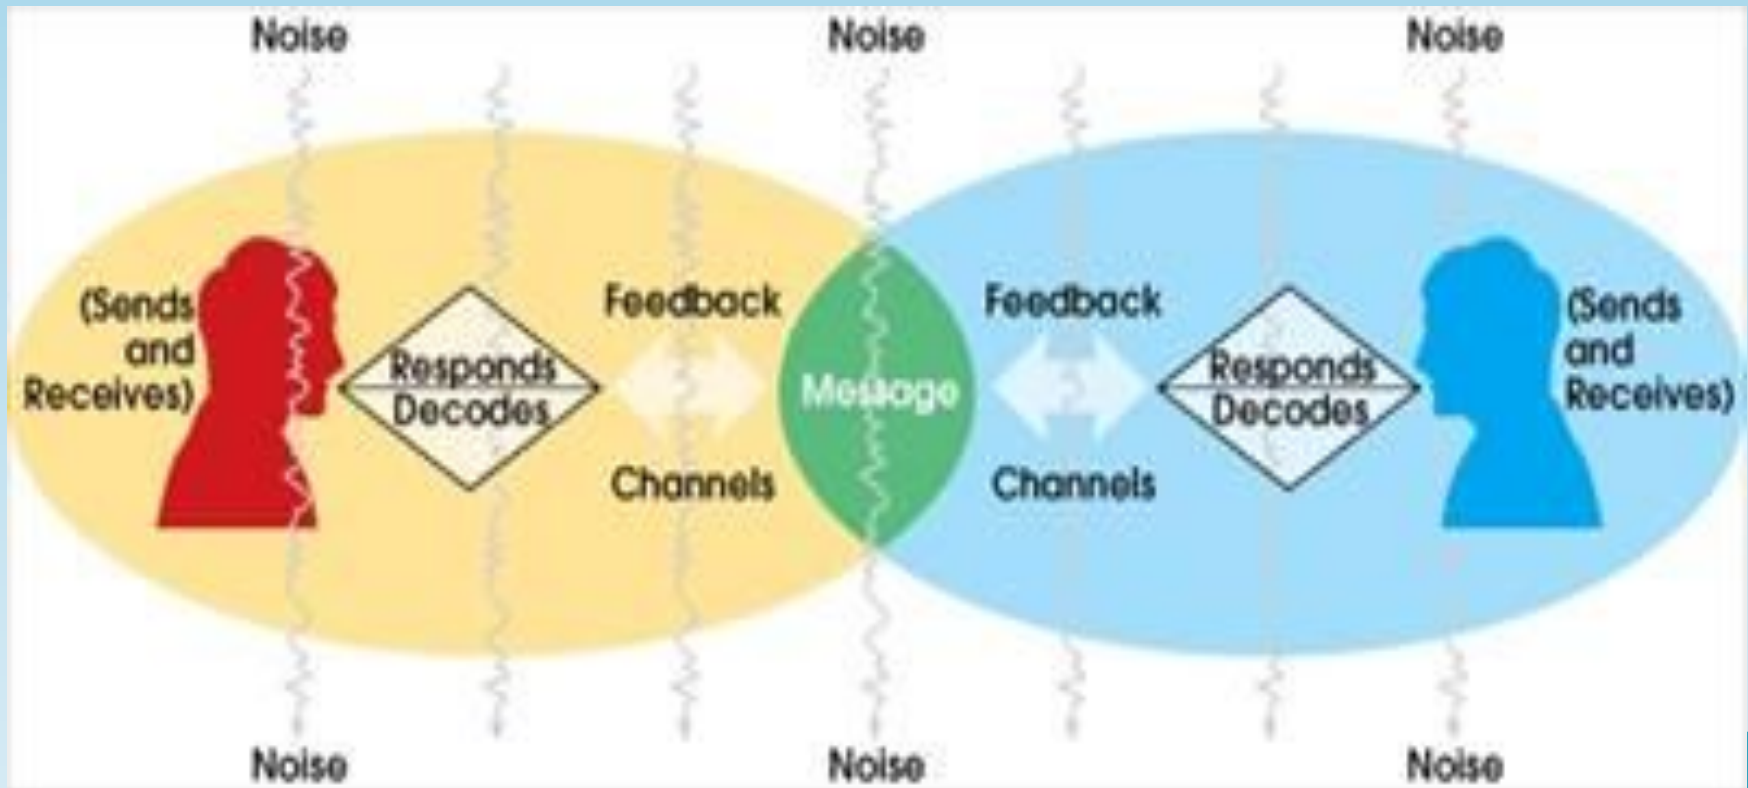 Noise
Noise
Noise
(Sends
and
Receives)
Responds
Decodes
Feedback
Channels
Message
Feedback
Channels
Responds
Decodes
(Sends
and
Receives)
Noise
Noise
Noise